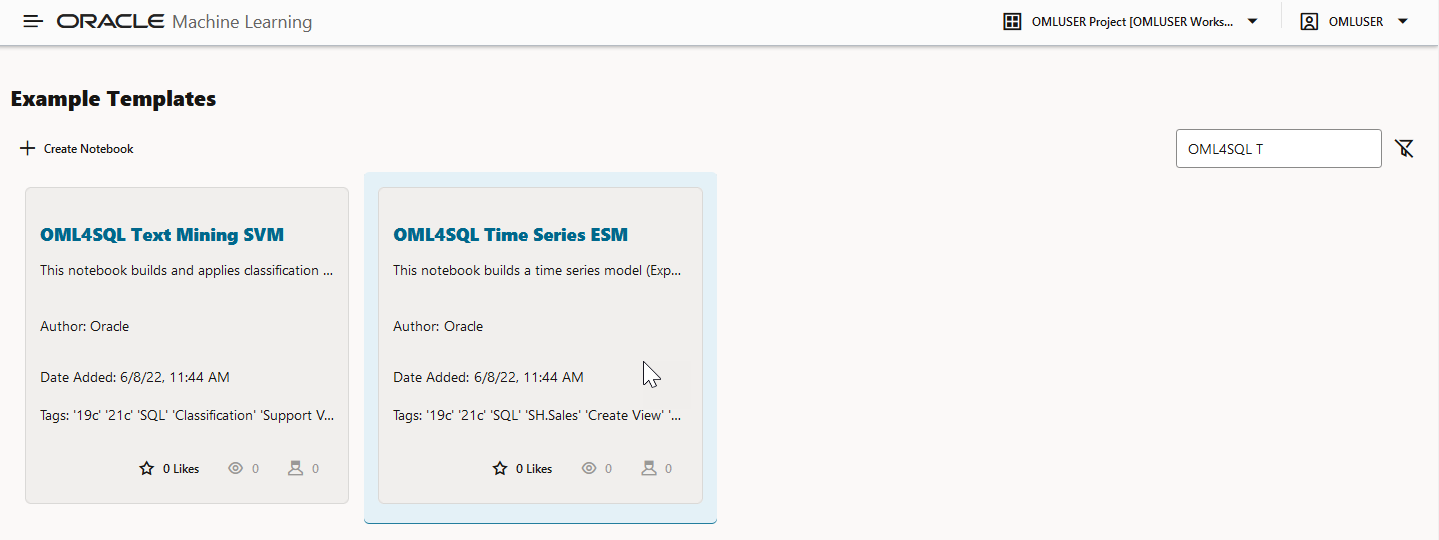 ORACLE Machine Learning
OMLUSER Project [OMLUSER Works...
OMLUSER
Example Templates
Create Notebook
OML4SQL T
OML4SQL Text Mining SVM
This notebook builds and applies classification ...
Author: Oracle
Date Added: 6/8/22, 11:44 AM
Tags: '19c' '21c' 'SQL' 'Classification' 'Support V...
0 Likes 0 0
OML4SQL Time Series ESM
This notebook builds a time series model (Exp...
Author: Oracle
Date Added: 6/8/22, 11:44 AM
Tags: '19c' '21c' 'SQL' 'SH.Sales' 'Create View' '...
0 Likes 0 0